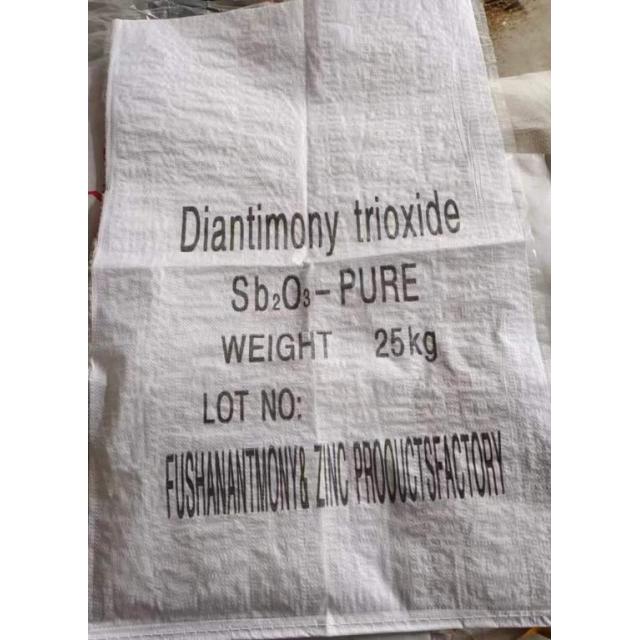 Diantimony trioxide
Sb₂O₃-PURE
WEIGHT 25kg
LOT NO:
FUSHANANTMONY& ZINC PROOUCTSFACTORY